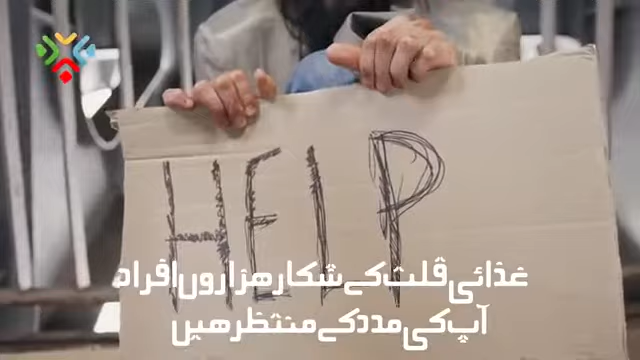 HELP
غذائی قلت کے شکار ہزاروں افراد
آپ کی مدد کے منتظر ہیں